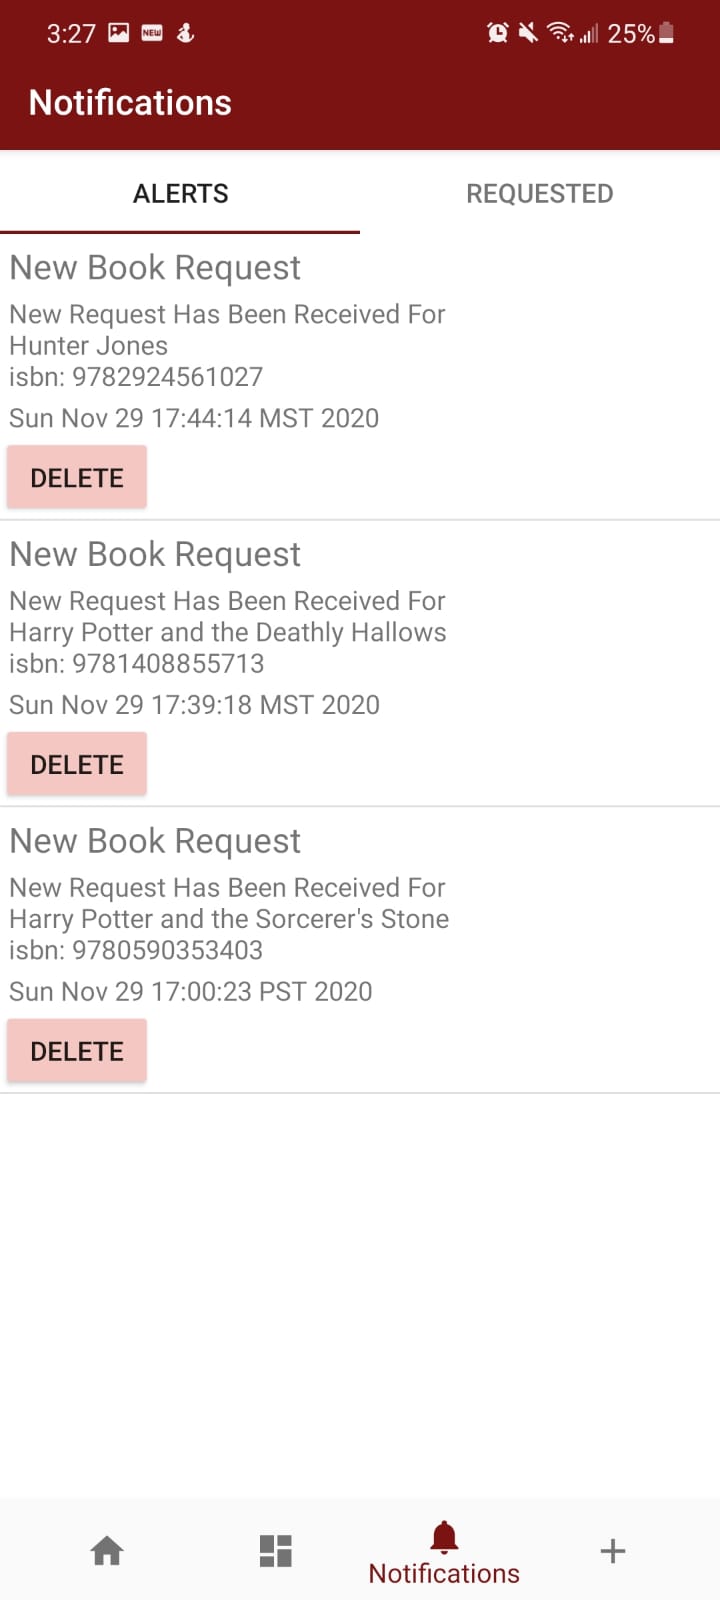 3:27 NEW 25%
Notifications
ALERTS REQUESTED
New Book Request
New Request Has Been Received For
Hunter Jones
isbn: 9782924561027
Sun Nov 29 17:44:14 MST 2020
DELETE
New Book Request
New Request Has Been Received For
Harry Potter and the Deathly Hallows
isbn: 9781408855713
Sun Nov 29 17:39:18 MST 2020
DELETE
New Book Request
New Request Has Been Received For
Harry Potter and the Sorcerer's Stone
isbn: 9780590353403
Sun Nov 29 17:00:23 PST 2020
DELETE
Notifications